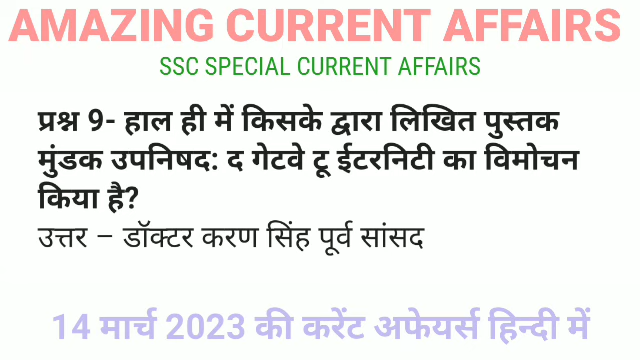 AMAZING CURRENT AFFAIRS
SSC SPECIAL CURRENT AFFAIRS
प्रश्न 9- हाल ही में किसके द्वारा लिखित पुस्तक
मुंडक उपनिषद: द गेटवे टू ईटरनिटी का विमोचन
किया है?
उत्तर – डॉक्टर करण सिंह पूर्व सांसद
14 मार्च 2023 की करेंट अफेयर्स हिन्दी में